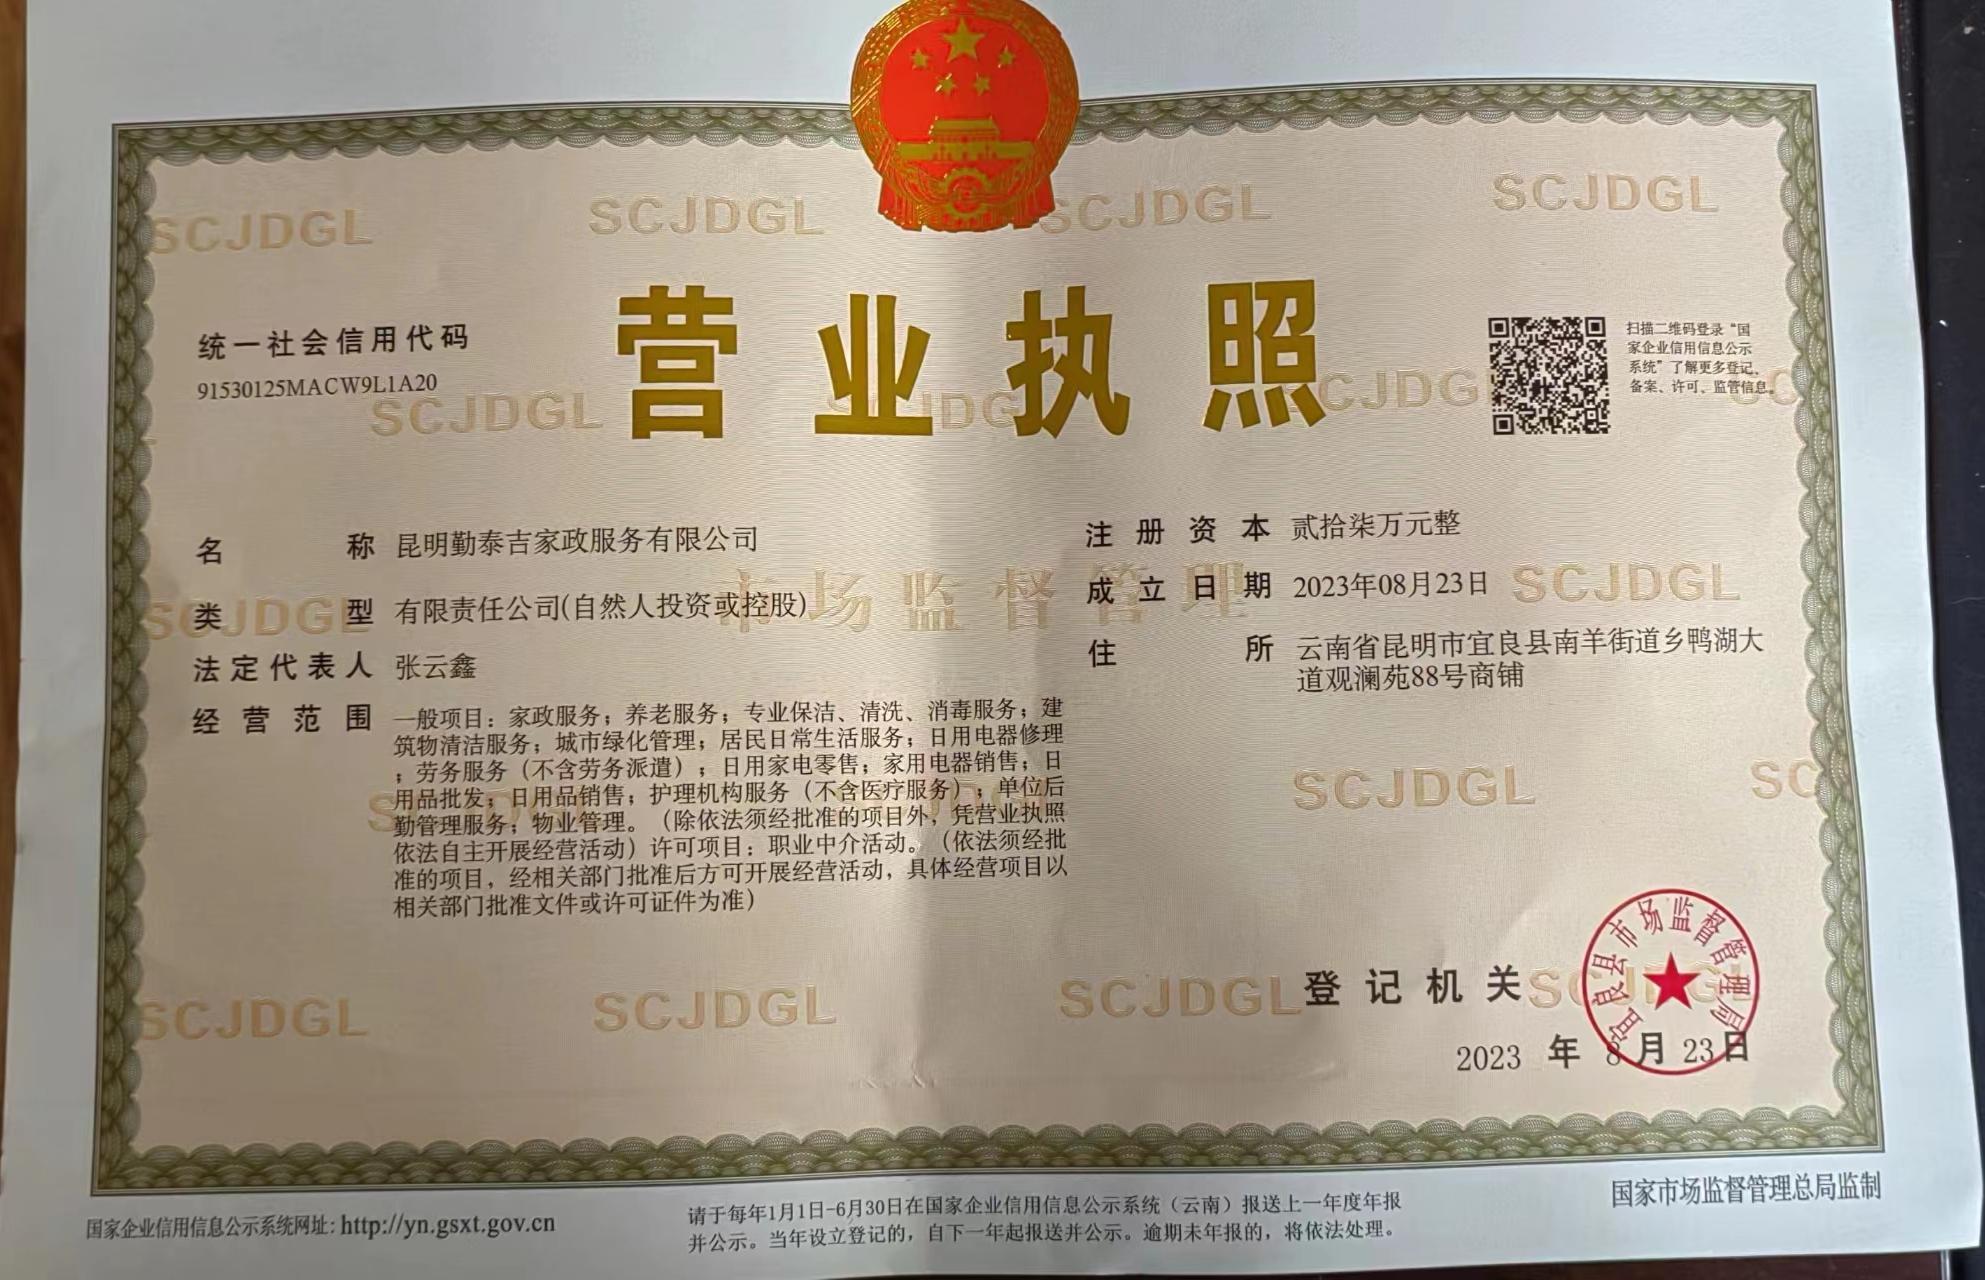 SCJDGL SCJDGL SCJDGL SCJDGL
营业执照
统一社会信用代码
91530125MACW9L1A20
扫描二维码登录“国
家企业信用信息公示
系统”了解更多登记、
备案、许可、监管信息。
SCJDGL
名称 昆明勤泰吉家政服务有限公司
类型 有限责任公司(自然人投资或控股)
法定代表人 张云鑫
经营范围 一般项目：家政服务；养老服务；专业保洁、清洗、消毒服务；建
筑物清洁服务；城市绿化管理；居民日常生活服务；日用电器修理
；劳务服务（不含劳务派遣）；日用家电零售；家用电器销售；日
用品批发；日用品销售；护理机构服务（不含医疗服务）；单位后
勤管理服务；物业管理。（除依法须经批准的项目外，凭营业执照
依法自主开展经营活动）许可项目：职业中介活动。（依法须经批
准的项目，经相关部门批准后方可开展经营活动，具体经营项目以
相关部门批准文件或许可证件为准）
注册资本 贰拾柒万元整
成立日期 2023年08月23日
住所 云南省昆明市宜良县南羊街道乡鸭湖大
道观澜苑88号商铺
市场监督管理
SCJDGL SCJDGL
SCJDGL
SCJDGL SCJDGL SCJDGL
登记机关
宜良县市场监督管理局
2023 年 8 月 23 日
国家企业信用信息公示系统网址: http://yn.gsxt.gov.cn
请于每年1月1日-6月30日在国家企业信用信息公示系统（云南）报送上一年度年报
并公示。当年设立登记的，自下一年起报送并公示。逾期未年报的，将依法处理。
国家市场监督管理总局监制